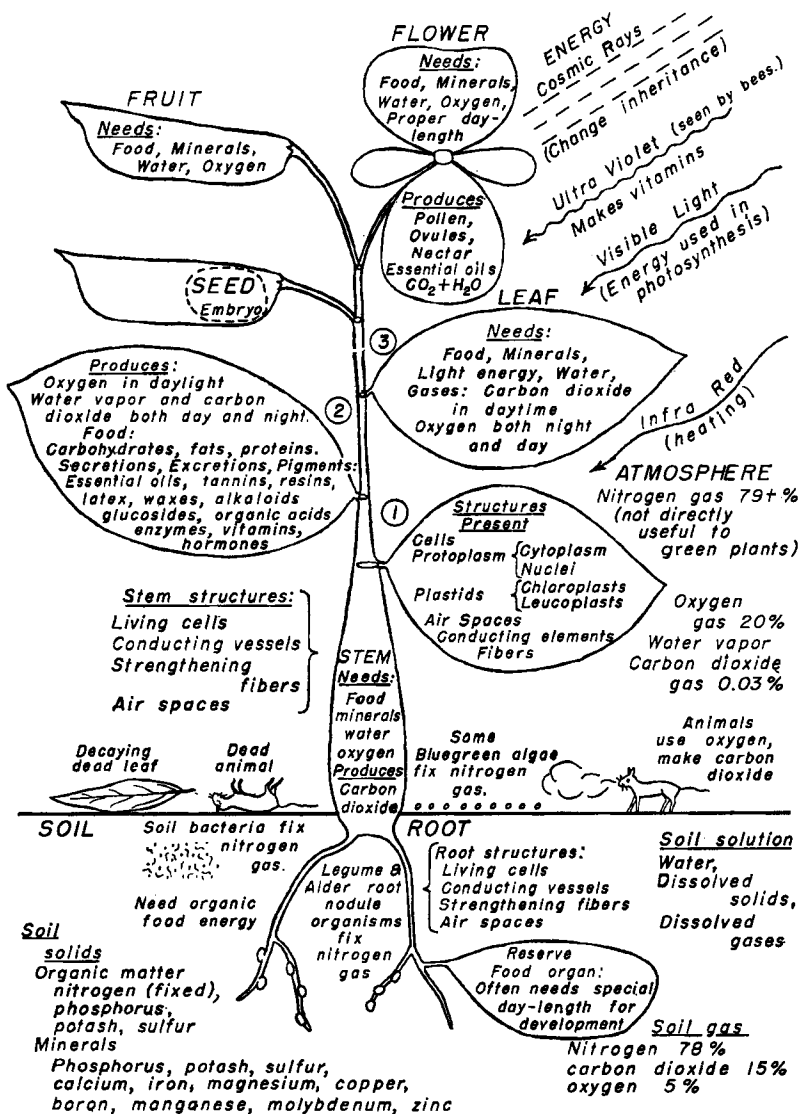 FLOWER
Needs:
Food, Minerals,
Water, Oxygen,
Proper day-
length
Produces
Pollen,
Ovules,
Nectar
Essential oils
CO₂+H₂O
ENERGY
Cosmic Rays
(Change inheritance)
Ultra Violet (seen by bees.)
Makes vitamins
Visible Light
(Energy used in
photosynthesis)
Infra Red
(heating)
FRUIT
Needs:
Food, Minerals,
Water, Oxygen
SEED
Embryo
LEAF
③
Needs:
Food, Minerals,
Light energy, Water,
Gases: Carbon dioxide
in daytime
Oxygen both night
and day
②
Produces:
Oxygen in daylight
Water vapor and carbon
dioxide both day and night.
Food:
Carbohydrates, fats, proteins.
Secretions, Excretions, Pigments:
Essential oils, tannins, resins,
latex, waxes, alkaloids
glucosides, organic acids
enzymes, vitamins,
hormones
①
Structures
Present
Cells
Protoplasm { Cytoplasm
Nuclei
Plastids { Chloroplasts
Leucoplasts
Air Spaces
Conducting elements
Fibers
ATMOSPHERE
Nitrogen gas 79+%
(not directly
useful to
green plants)
Oxygen
gas 20%
Water vapor
Carbon dioxide
gas 0.03%
Stem structures:
Living cells
Conducting vessels
Strengthening
fibers
Air spaces
STEM
Needs:
Food
minerals
water
oxygen
Produces
Carbon
dioxide
Decaying
dead leaf
Dead
animal
Some
Bluegreen algae
fix nitrogen
gas.
Animals
use oxygen,
make carbon
dioxide
SOIL
Soil bacteria fix
nitrogen
gas.
Need organic
food energy
Legume &
Alder root
nodule
organisms
fix
nitrogen
gas
ROOT
Root structures:
Living cells
Conducting vessels
Strengthening fibers
Air spaces
Soil solution
Water,
Dissolved
solids,
Dissolved
gases
Reserve
Food organ:
Often needs special
day-length for
development
Soil
solids
Organic matter
nitrogen (fixed),
phosphorus,
potash, sulfur
Minerals
Phosphorus, potash, sulfur,
calcium, iron, magnesium, copper,
boron, manganese, molybdenum, zinc
Soil gas
Nitrogen 78%
carbon dioxide 15%
oxygen 5%